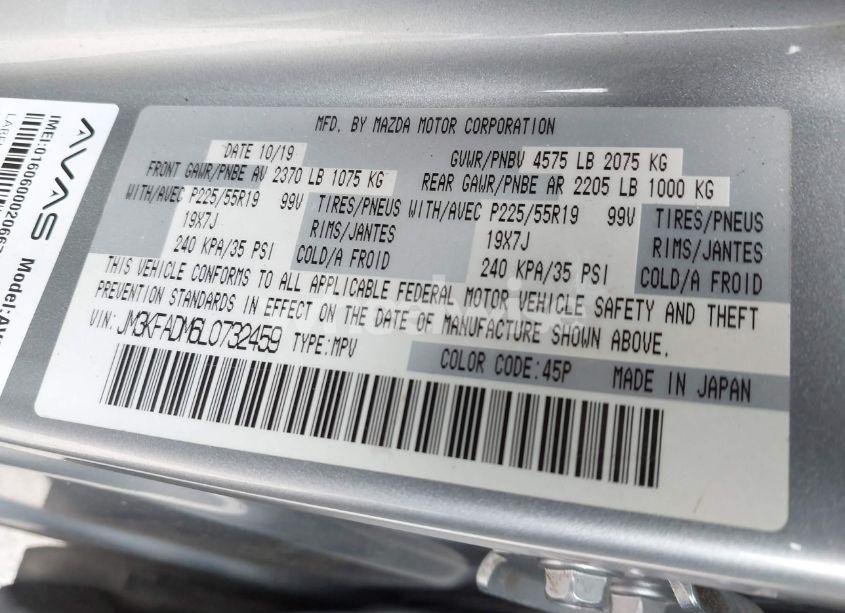 MFD. BY MAZDA MOTOR CORPORATION
DATE 10/19 GVWR/PNBV 4575 LB 2075 KG
FRONT GAWR/PNBE AV 2370 LB 1075 KG REAR GAWR/PNBE AR 2205 LB 1000 KG
WITH/AVEC P225/55R19 99V TIRES/PNEUS WITH/AVEC P225/55R19 99V TIRES/PNEUS
19X7J RIMS/JANTES 19X7J RIMS/JANTES
240 KPA/35 PSI COLD/A FROID 240 KPA/35 PSI COLD/A FROID
THIS VEHICLE CONFORMS TO ALL APPLICABLE FEDERAL MOTOR VEHICLE SAFETY AND THEFT
PREVENTION STANDARDS IN EFFECT ON THE DATE OF MANUFACTURE SHOWN ABOVE.
VIN: JM3KFADM6L0732459 TYPE:MPV
COLOR CODE:45P MADE IN JAPAN
AVAS
Model: